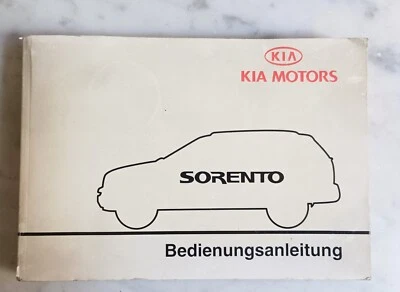 KIA
KIA MOTORS
SORENTO
Bedienungsanleitung